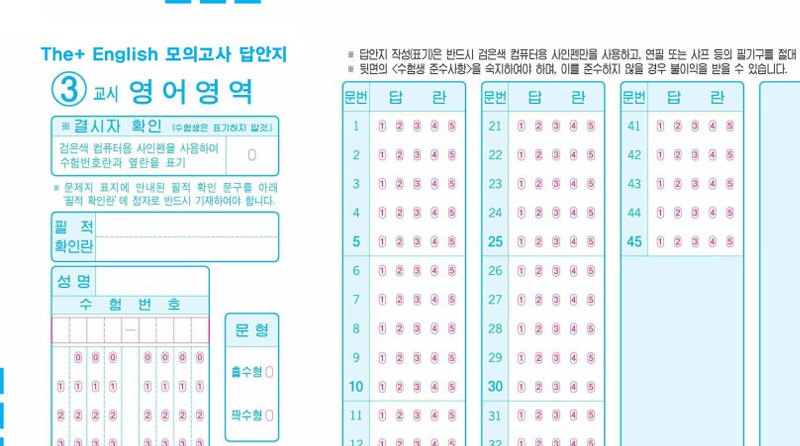 The+ English 모의고사 답안지
③ 교시 영어영역
※ 결시자 확인 (수험생은 표기하지 말것.)
검은색 컴퓨터용 사인펜을 사용하여
수험번호란과 옆란을 표기
0
※ 문제지 표지에 안내된 필적 확인 문구를 아래
'필적 확인란' 에 정자로 반드시 기재하여야 합니다.
필 적
확인란
성 명
수 험 번 호
—
0 0 0 0 0 0 0
1 1 1 1 1 1 1 1
2 2 2 2 2 2 2 2
3 3 3 3 3 3 3 3
문 형
홀수형 0
짝수형 0
※ 답안지 작성(표기)은 반드시 검은색 컴퓨터용 사인펜만을 사용하고, 연필 또는 샤프 등의 필기구를 절대
※ 뒷면의 <수험생 준수사항>을 숙지하여야 하며, 이를 준수하지 않을 경우 불이익을 받을 수 있습니다.
문번 답 란
1 ① ② ③ ④ ⑤
2 ① ② ③ ④ ⑤
3 ① ② ③ ④ ⑤
4 ① ② ③ ④ ⑤
5 ① ② ③ ④ ⑤
6 ① ② ③ ④ ⑤
7 ① ② ③ ④ ⑤
8 ① ② ③ ④ ⑤
9 ① ② ③ ④ ⑤
10 ① ② ③ ④ ⑤
11 ① ② ③ ④ ⑤
12 ① ② ③ ④ ⑤
문번 답 란
21 ① ② ③ ④ ⑤
22 ① ② ③ ④ ⑤
23 ① ② ③ ④ ⑤
24 ① ② ③ ④ ⑤
25 ① ② ③ ④ ⑤
26 ① ② ③ ④ ⑤
27 ① ② ③ ④ ⑤
28 ① ② ③ ④ ⑤
29 ① ② ③ ④ ⑤
30 ① ② ③ ④ ⑤
31 ① ② ③ ④ ⑤
32 ① ② ③ ④ ⑤
문번 답 란
41 ① ② ③ ④ ⑤
42 ① ② ③ ④ ⑤
43 ① ② ③ ④ ⑤
44 ① ② ③ ④ ⑤
45 ① ② ③ ④ ⑤